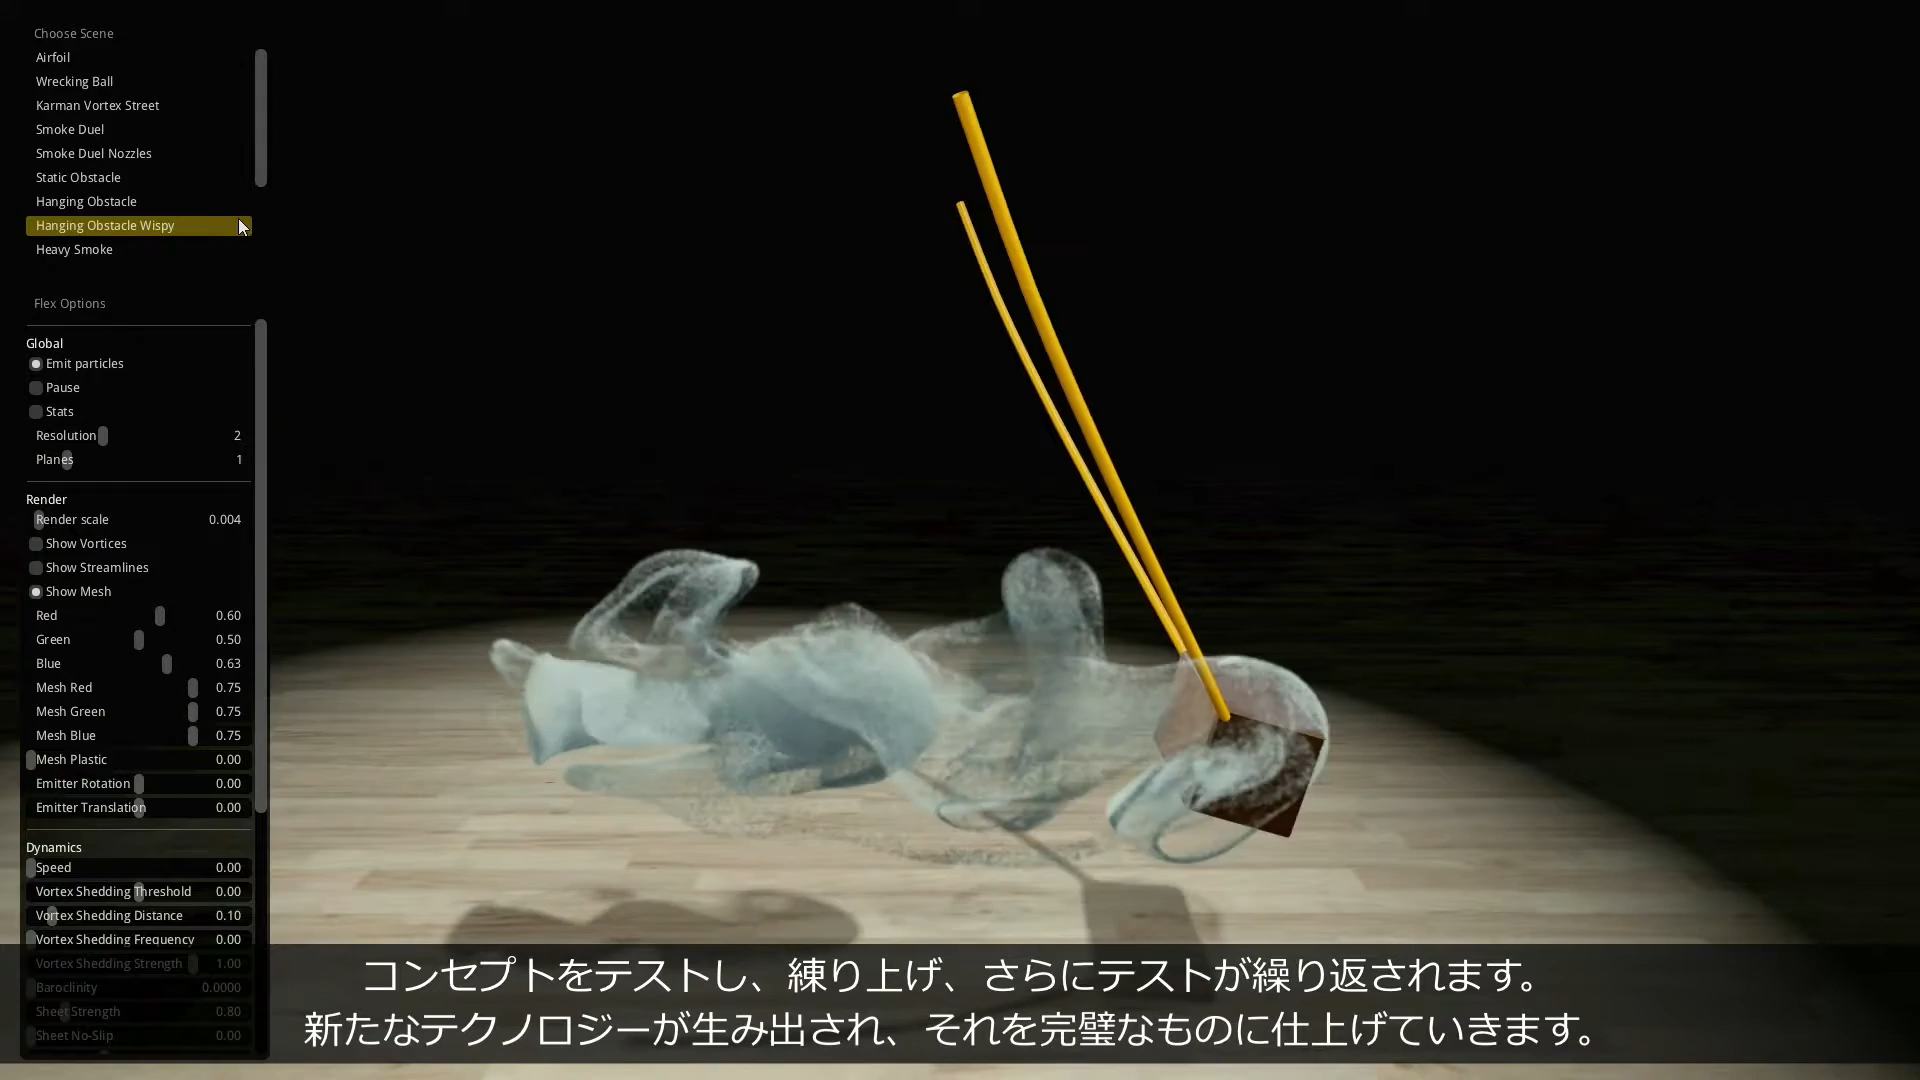 Choose Scene
Airfoil
Wrecking Ball
Karman Vortex Street
Smoke Duel
Smoke Duel Nozzles
Static Obstacle
Hanging Obstacle
Hanging Obstacle Wispy
Heavy Smoke
Flex Options
Global
Emit particles
Pause
Stats
Resolution 2
Planes 1
Render
Render scale 0.004
Show Vortices
Show Streamlines
Show Mesh
Red 0.60
Green 0.50
Blue 0.63
Mesh Red 0.75
Mesh Green 0.75
Mesh Blue 0.75
Mesh Plastic 0.00
Emitter Rotation 0.00
Emitter Translation 0.00
Dynamics
Speed 0.00
Vortex Shedding Threshold 0.00
Vortex Shedding Distance 0.10
Vortex Shedding Frequency 0.00
Vortex Shedding Strength 1.00
Baroclinity 0.0000
Sheet Strength 0.80
Sheet No-Slip 0.00
コンセプトをテストし、練り上げ、さらにテストが繰り返されます。
新たなテクノロジーが生み出され、それを完璧なものに仕上げていきます。